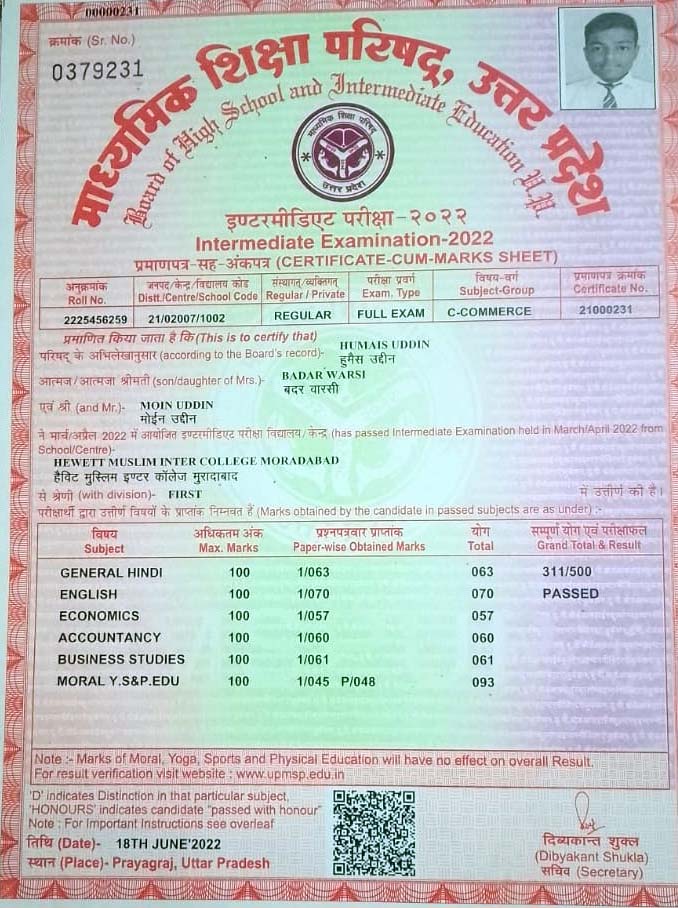 00000231
क्रमांक (Sr. No.)
0379231
माध्यमिक शिक्षा परिषद्, उत्तर प्रदेश
Board of High School and Intermediate Education U.P.
माध्यमिक शिक्षा परिषद्
उत्तर प्रदेश
इण्टरमीडिएट परीक्षा-२०२२
Intermediate Examination-2022
प्रमाणपत्र-सह-अंकपत्र (CERTIFICATE-CUM-MARKS SHEET)
अनुक्रमांक जनपद/केन्द्र/विद्यालय कोड संस्थागत/व्यक्तिगत परीक्षा प्रवर्ग विषय-वर्ग प्रमाणपत्र क्रमांक
Roll No. Distt./Centre/School Code Regular / Private Exam. Type Subject-Group Certificate No.
2225456259 21/02007/1002 REGULAR FULL EXAM C-COMMERCE 21000231
प्रमाणित किया जाता है कि (This is to certify that)
HUMAIS UDDIN
परिषद् के अभिलेखानुसार (according to the Board's record)- हुमैस उद्दीन
आत्मज/आत्मजा श्रीमती (son/daughter of Mrs.)- BADAR WARSI
बदर वारसी
एवं श्री (and Mr.)- MOIN UDDIN
मोईन उद्दीन
ने मार्च/अप्रैल 2022 में आयोजित इण्टरमीडिएट परीक्षा विद्यालय/ केन्द्र (has passed Intermediate Examination held in March/April 2022 from
School/Centre)-
HEWETT MUSLIM INTER COLLEGE MORADABAD
हैविट मुस्लिम इण्टर कॉलेज मुरादाबाद
से श्रेणी (with division)- FIRST में उत्तीर्ण की है।
परीक्षार्थी द्वारा उत्तीर्ण विषयों के प्राप्तांक निम्नवत हैं (Marks obtained by the candidate in passed subjects are as under) :-
विषय अधिकतम अंक प्रश्नपत्रवार प्राप्तांक योग सम्पूर्ण योग एवं परीक्षाफल
Subject Max. Marks Paper-wise Obtained Marks Total Grand Total & Result
GENERAL HINDI 100 1/063 063 311/500
ENGLISH 100 1/070 070 PASSED
ECONOMICS 100 1/057 057
ACCOUNTANCY 100 1/060 060
BUSINESS STUDIES 100 1/061 061
MORAL Y.S&P.EDU 100 1/045 P/048 093
Note :- Marks of Moral, Yoga, Sports and Physical Education will have no effect on overall Result.
For result verification visit website : www.upmsp.edu.in
'D' indicates Distinction in that particular subject,
'HONOURS' indicates candidate "passed with honour"
Note : For Important Instructions see overleaf
तिथि (Date)- 18TH JUNE'2022
स्थान (Place)- Prayagraj, Uttar Pradesh
दिब्यकान्त शुक्ल
(Dibyakant Shukla)
सचिव (Secretary)